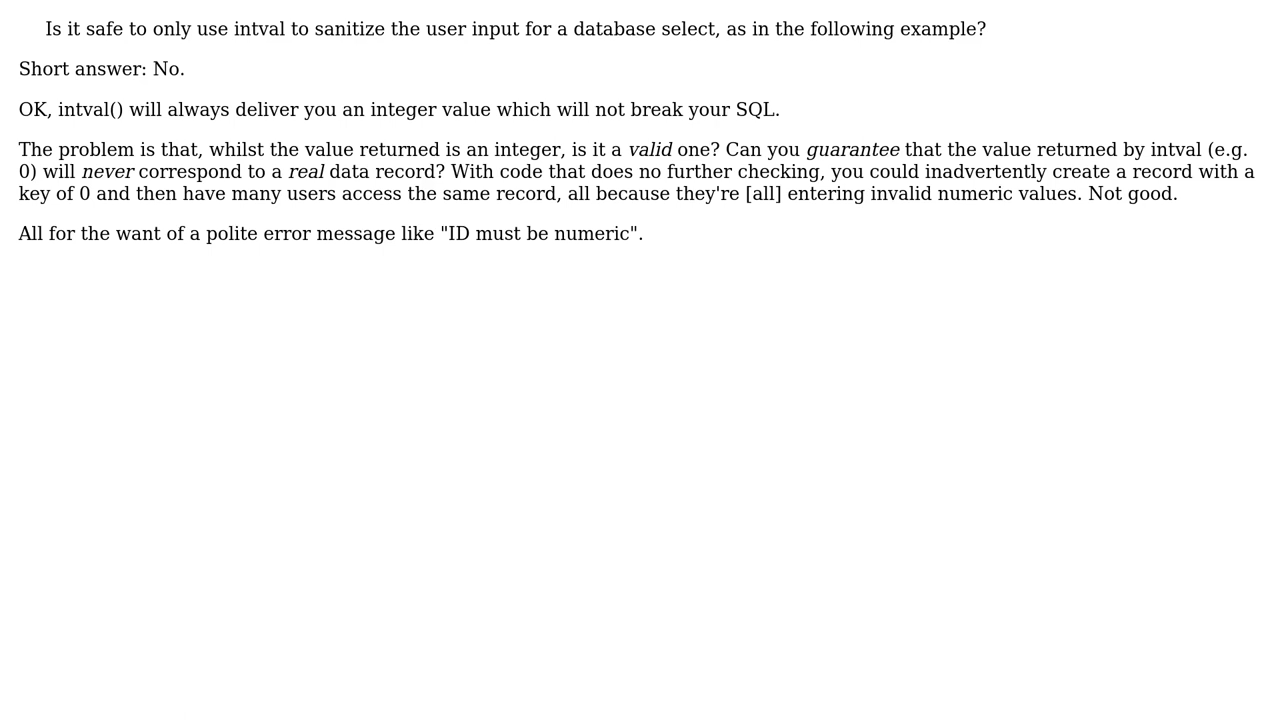 Is it safe to only use intval to sanitize the user input for a database select, as in the following example?
Short answer: No.
OK, intval() will always deliver you an integer value which will not break your SQL.
The problem is that, whilst the value returned is an integer, is it a valid one? Can you guarantee that the value returned by intval (e.g.
0) will never correspond to a real data record? With code that does no further checking, you could inadvertently create a record with a
key of 0 and then have many users access the same record, all because they're [all] entering invalid numeric values. Not good.
All for the want of a polite error message like "ID must be numeric".